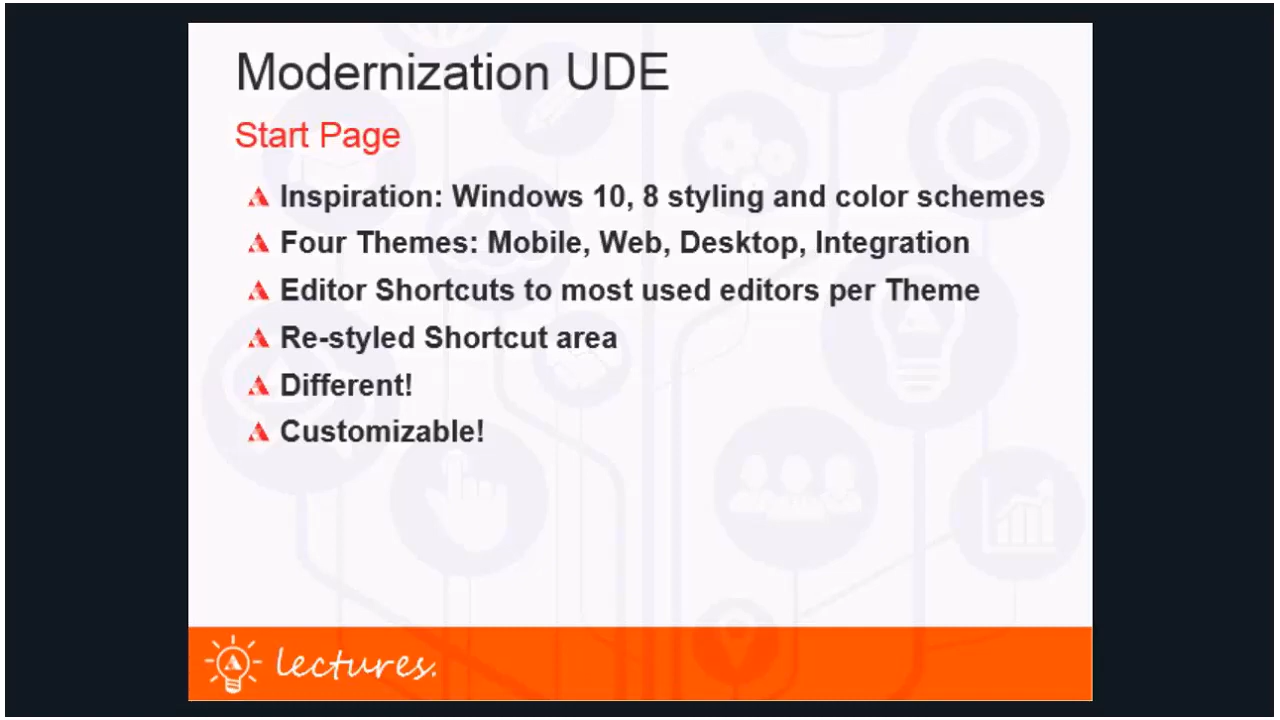 Modernization UDE
Start Page
Inspiration: Windows 10, 8 styling and color schemes
Four Themes: Mobile, Web, Desktop, Integration
Editor Shortcuts to most used editors per Theme
Re-styled Shortcut area
Different!
Customizable!
lectures.